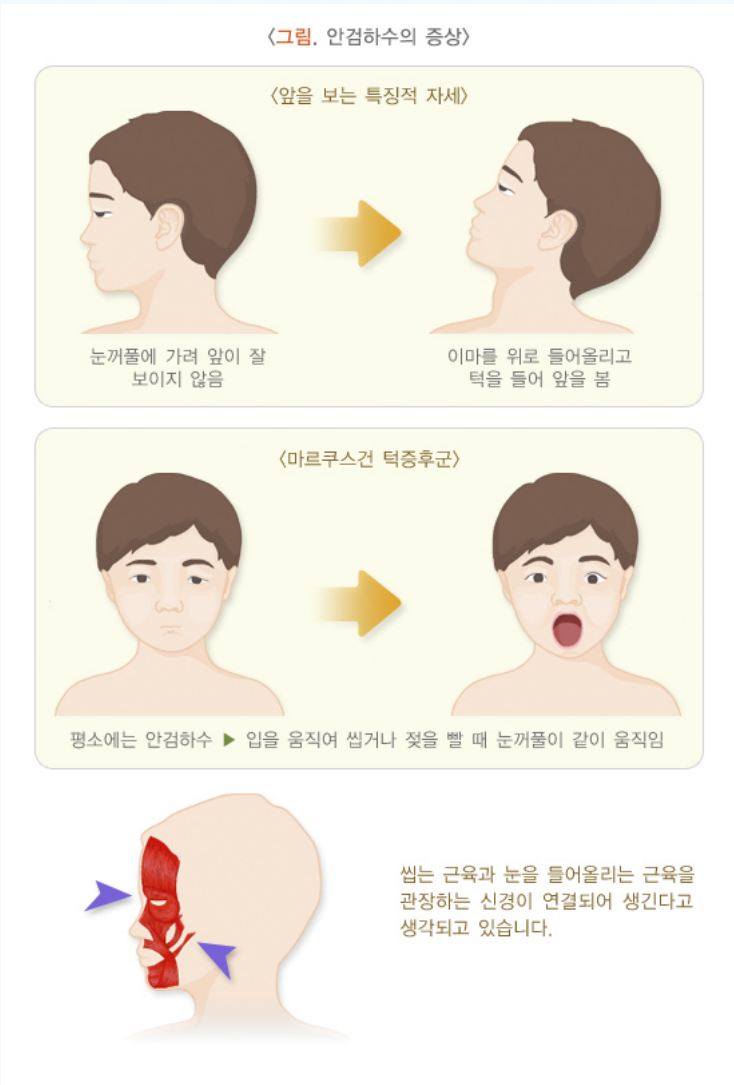 〈그림. 안검하수의 증상〉
〈앞을 보는 특징적 자세〉
눈꺼풀에 가려 앞이 잘
보이지 않음
이마를 위로 들어올리고
턱을 들어 앞을 봄
〈마르쿠스건 턱증후군〉
평소에는 안검하수 ▶ 입을 움직여 씹거나 젖을 빨 때 눈꺼풀이 같이 움직임
씹는 근육과 눈을 들어올리는 근육을
관장하는 신경이 연결되어 생긴다고
생각되고 있습니다.